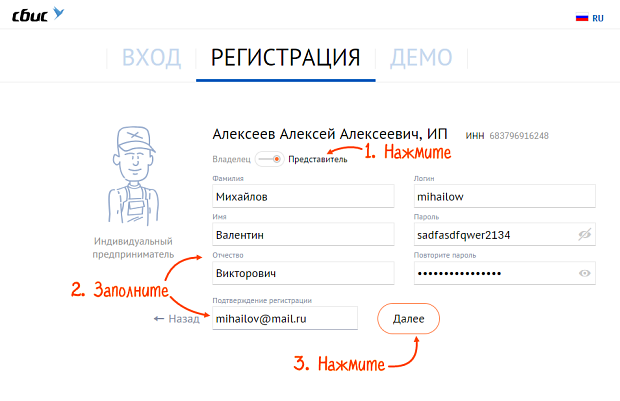 сбис
RU
ВХОД
РЕГИСТРАЦИЯ
ДЕМО
Алексеев Алексей Алексеевич, ИП
ИНН 683796916248
Владелец
Представитель
1. Нажмите
Фамилия
Логин
Михайлов
mihailow
Имя
Пароль
Валентин
sadfasdfqwer2134
Индивидуальный
предприниматель
Отчество
Повторите пароль
Викторович
••••••••••••••••
2. Заполните
Подтверждение регистрации
← Назад
mihailov@mail.ru
Далее
3. Нажмите